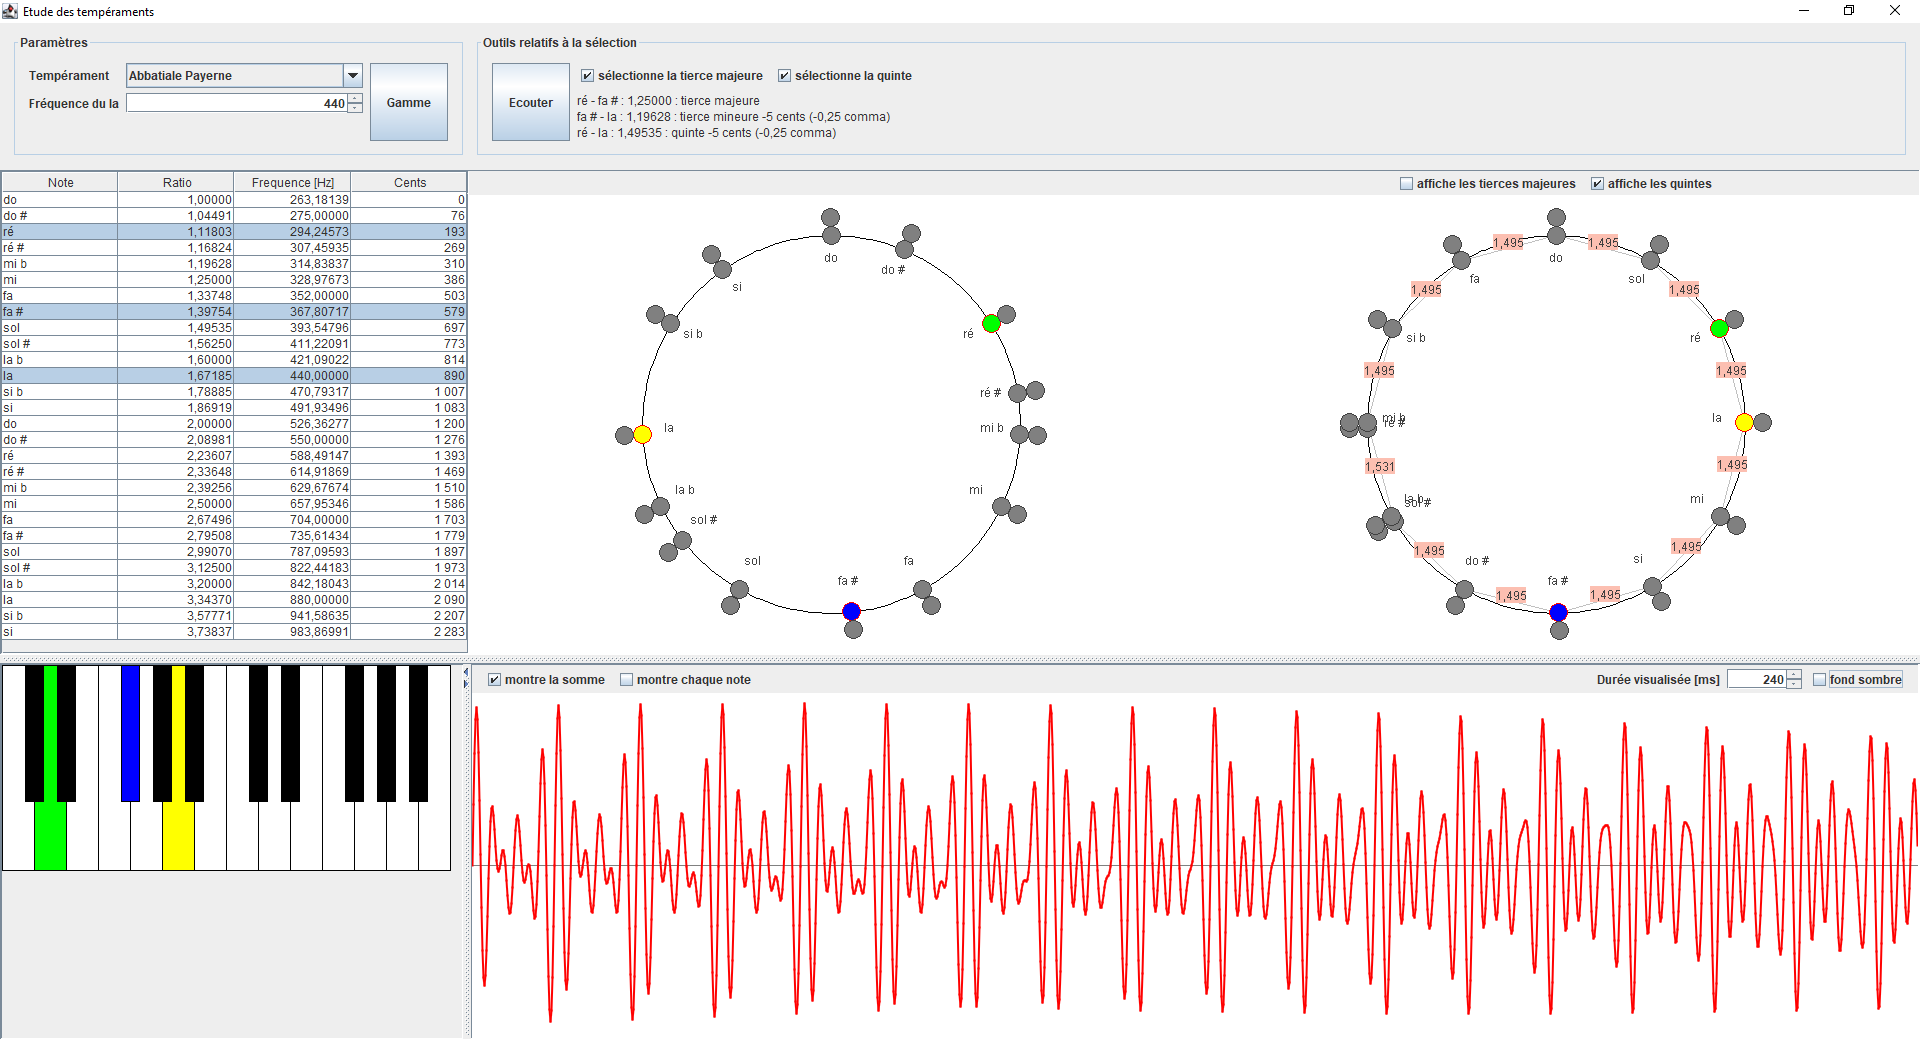 Etude des tempéraments
Paramètres
Tempérament Abbatiale Payerne
Fréquence du la 440
Gamme
Outils relatifs à la sélection
Ecouter
sélectionne la tierce majeure sélectionne la quinte
ré - fa # : 1,25000 : tierce majeure
fa # - la : 1,19628 : tierce mineure -5 cents (-0,25 comma)
ré - la : 1,49535 : quinte -5 cents (-0,25 comma)
Note Ratio Frequence [Hz] Cents
do 1,00000 263,18139 0
do # 1,04491 275,00000 76
ré 1,11803 294,24573 193
ré # 1,16824 307,45935 269
mi b 1,19628 314,83837 310
mi 1,25000 328,97673 386
fa 1,33748 352,00000 503
fa # 1,39754 367,80717 579
sol 1,49535 393,54796 697
sol # 1,56250 411,22091 773
la b 1,60000 421,09022 814
la 1,67185 440,00000 890
si b 1,78885 470,79317 1 007
si 1,86919 491,93496 1 083
do 2,00000 526,36277 1 200
do # 2,08981 550,00000 1 276
ré 2,23607 588,49147 1 393
ré # 2,33648 614,91869 1 469
mi b 2,39256 629,67674 1 510
mi 2,50000 657,95346 1 586
fa 2,67496 704,00000 1 703
fa # 2,79508 735,61434 1 779
sol 2,99070 787,09593 1 897
sol # 3,12500 822,44183 1 973
la b 3,20000 842,18043 2 014
la 3,34370 880,00000 2 090
si b 3,57771 941,58635 2 207
si 3,73837 983,86991 2 283
do
do #
si
ré
si b
ré #
mi b
la
mi
la b
sol #
fa
sol
fa #
affiche les tierces majeures affiche les quintes
1,495 1,495
do
fa sol
1,495 1,495
si b ré
1,495 1,495
mi b
ré #
la
1,531 1,495
la b
sol #
mi
1,495 1,495
do # si
fa #
1,495 1,495
montre la somme montre chaque note
Durée visualisée [ms] 240 fond sombre